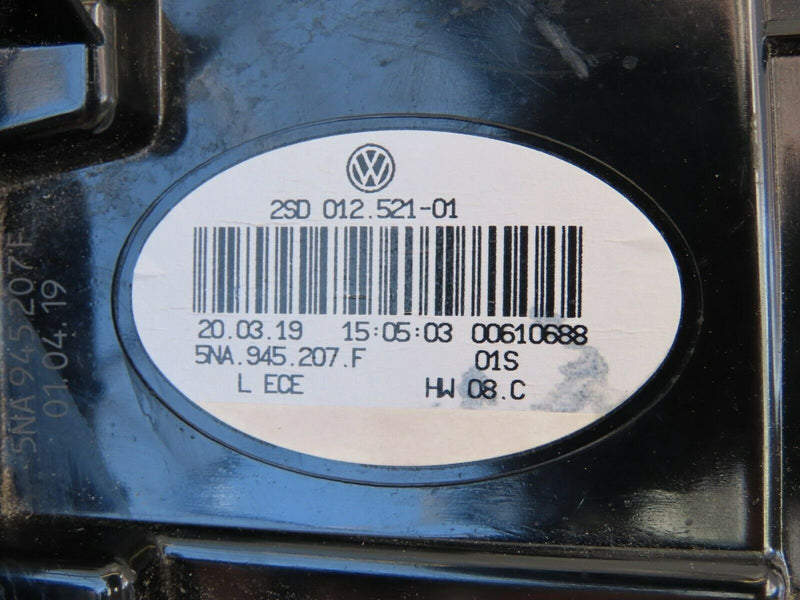 2SD 012.521-01
20.03.19 15:05:03 00610688
5NA.945.207.F 01S
L ECE HW 08.C
5NA 945 207 F
01.04.19